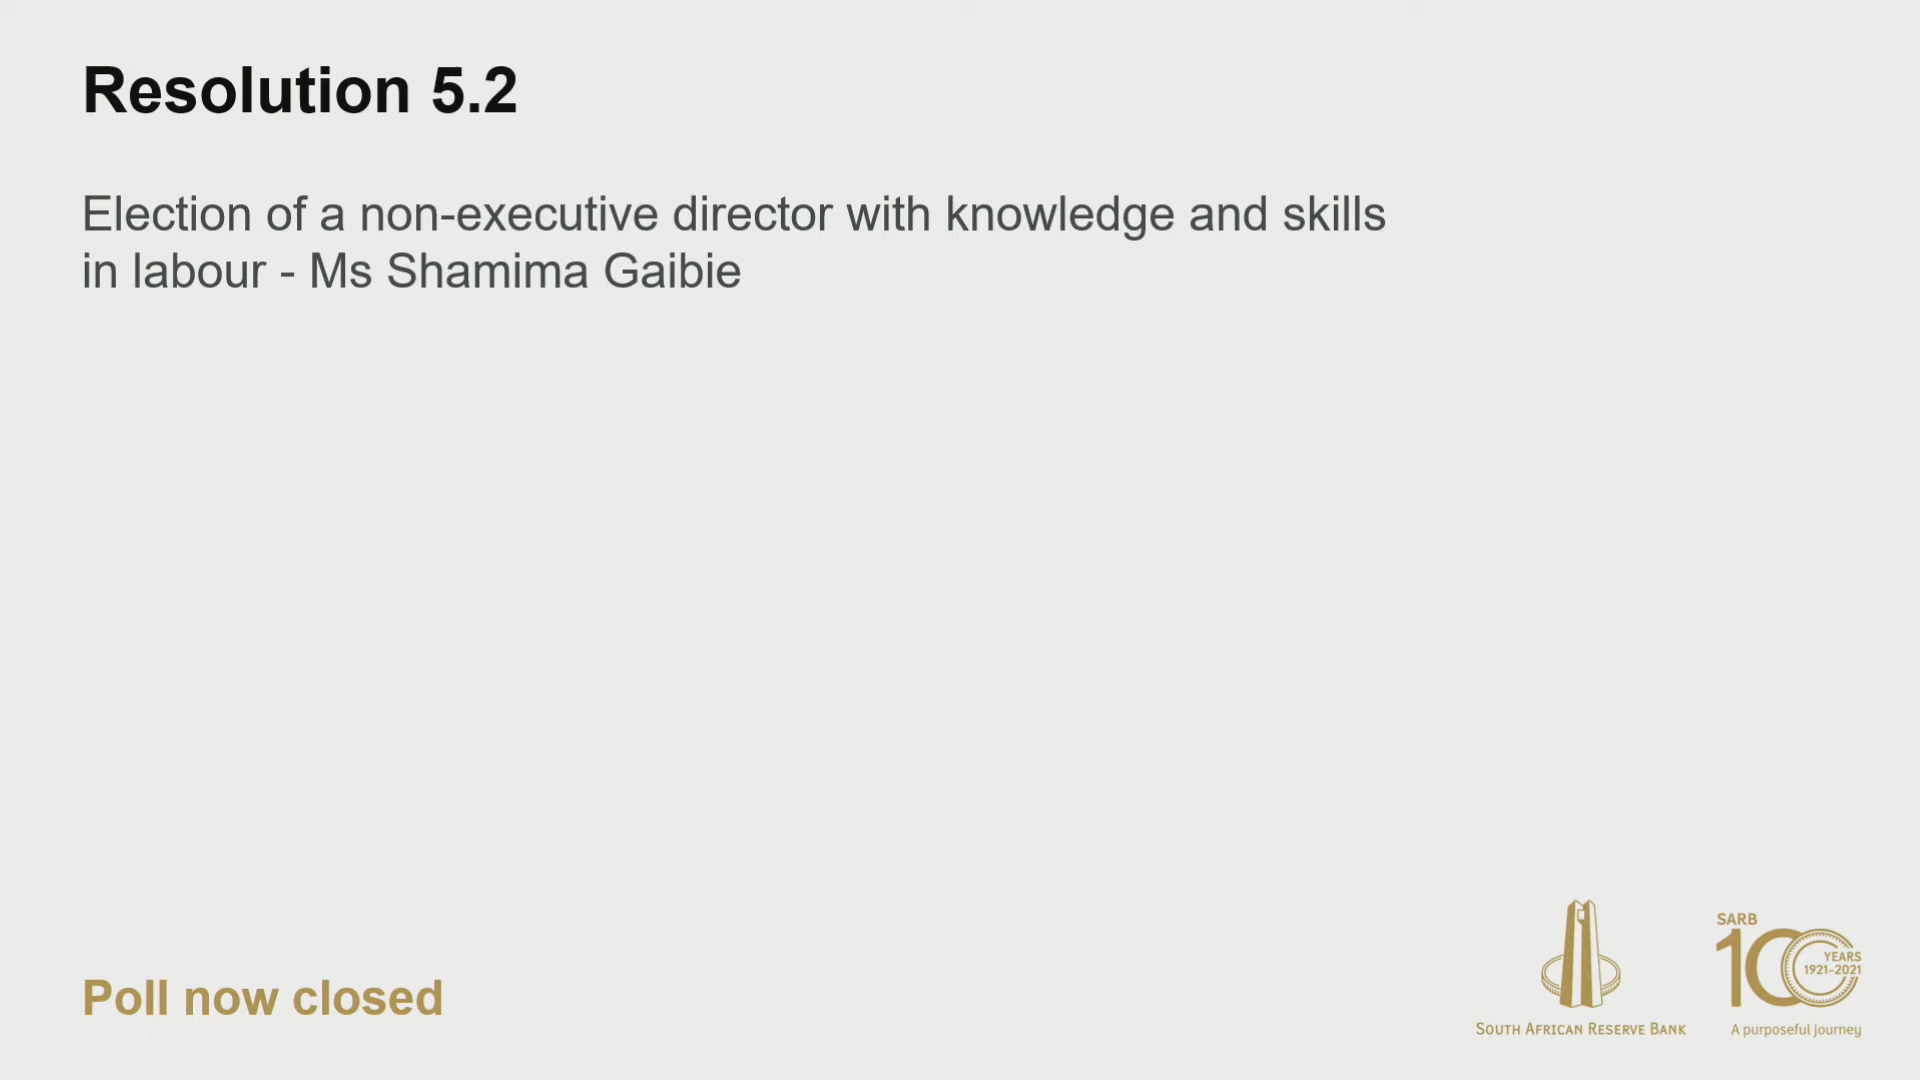 Resolution 5.2
Election of a non-executive director with knowledge and skills
in labour - Ms Shamima Gaibie
Poll now closed
SOUTH AFRICAN RESERVE BANK
SARB
100
YEARS
1921-2021
A purposeful journey